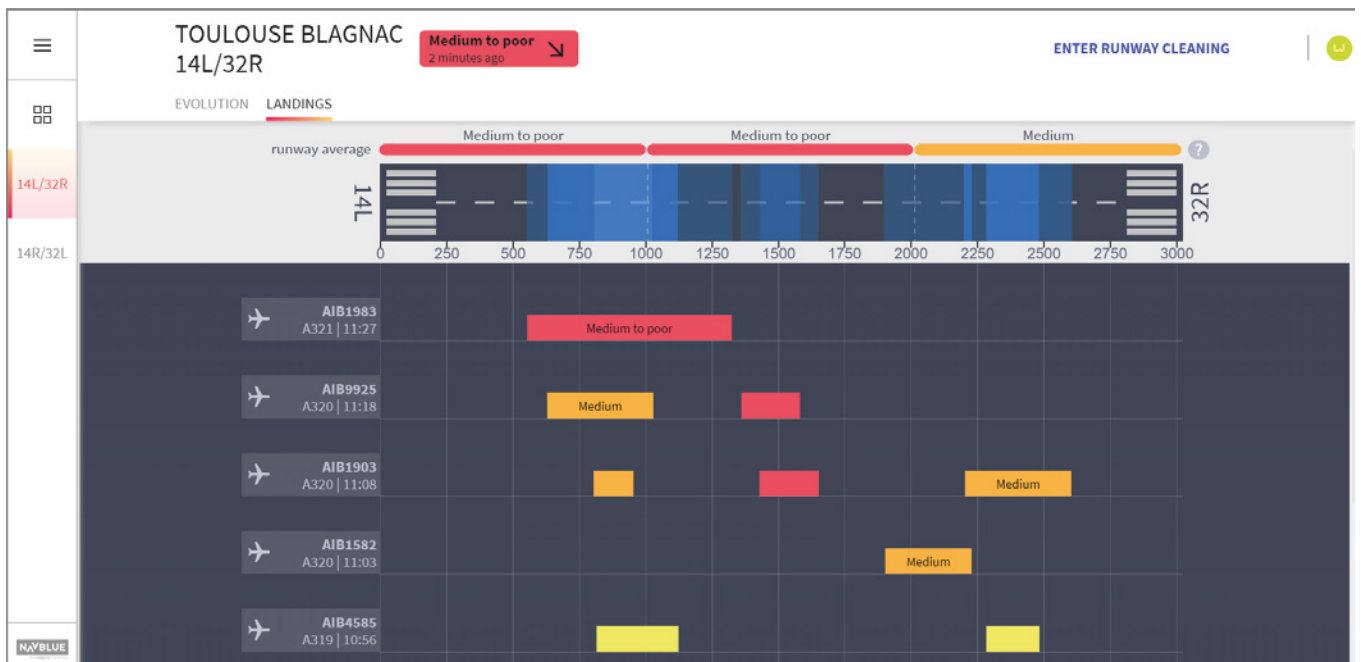 TOULOUSE BLAGNAC
14L/32R
Medium to poor
2 minutes ago
ENTER RUNWAY CLEANING
LJ
EVOLUTION LANDINGS
14L/32R
14R/32L
runway average
Medium to poor Medium to poor Medium
?
14L
32R
0 250 500 750 1000 1250 1500 1750 2000 2250 2500 2750 3000
AIB1983
A321 | 11:27
Medium to poor
AIB9925
A320 | 11:18
Medium
AIB1903
A320 | 11:08
Medium
AIB1582
A320 | 11:03
Medium
AIB4585
A319 | 10:56
NAVBLUE